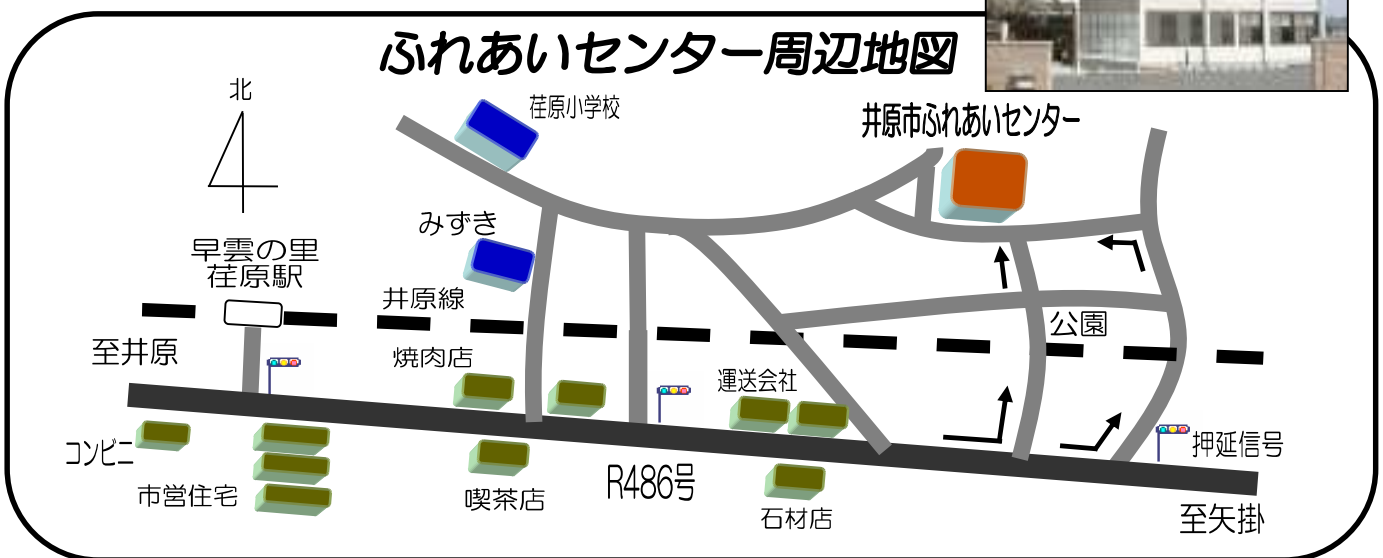 ふれあいセンター周辺地図
北
荏原小学校
井原市ふれあいセンター
みずき
早雲の里
荏原駅
井原線
公園
至井原
焼肉店
運送会社
コンビニ
押延信号
市営住宅
喫茶店
R486号
石材店
至矢掛